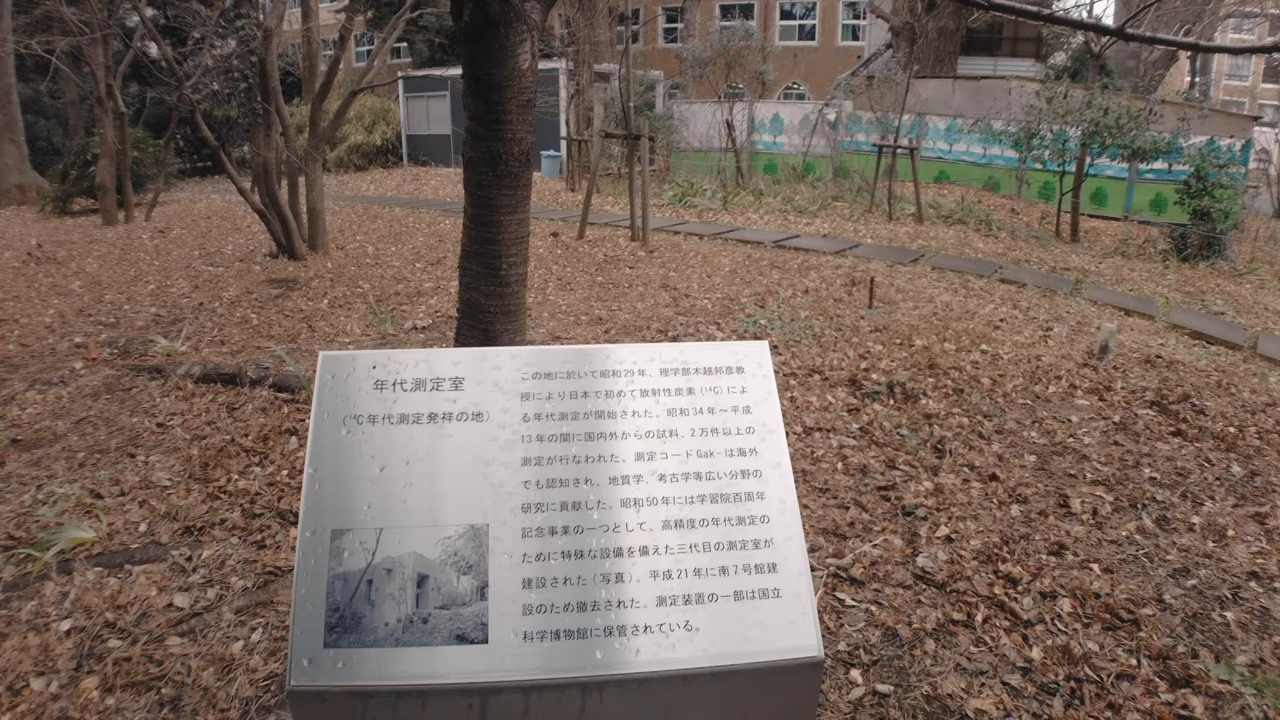 年代測定室
(¹⁴C年代測定発祥の地)
この地に於いて昭和29年、理学部木越邦彦教
授により日本で初めて放射性炭素(¹⁴C)によ
る年代測定が開始された。昭和34年～平成
13年の間に国内外からの試料、2万件以上の
測定が行なわれた。測定コードGak-は海外
でも認知され、地質学、考古学等広い分野の
研究に貢献した。昭和50年には学習院百周年
記念事業の一つとして、高精度の年代測定の
ために特殊な設備を備えた三代目の測定室が
建設された(写真)。平成21年に南7号館建
設のため撤去された。測定装置の一部は国立
科学博物館に保管されている。